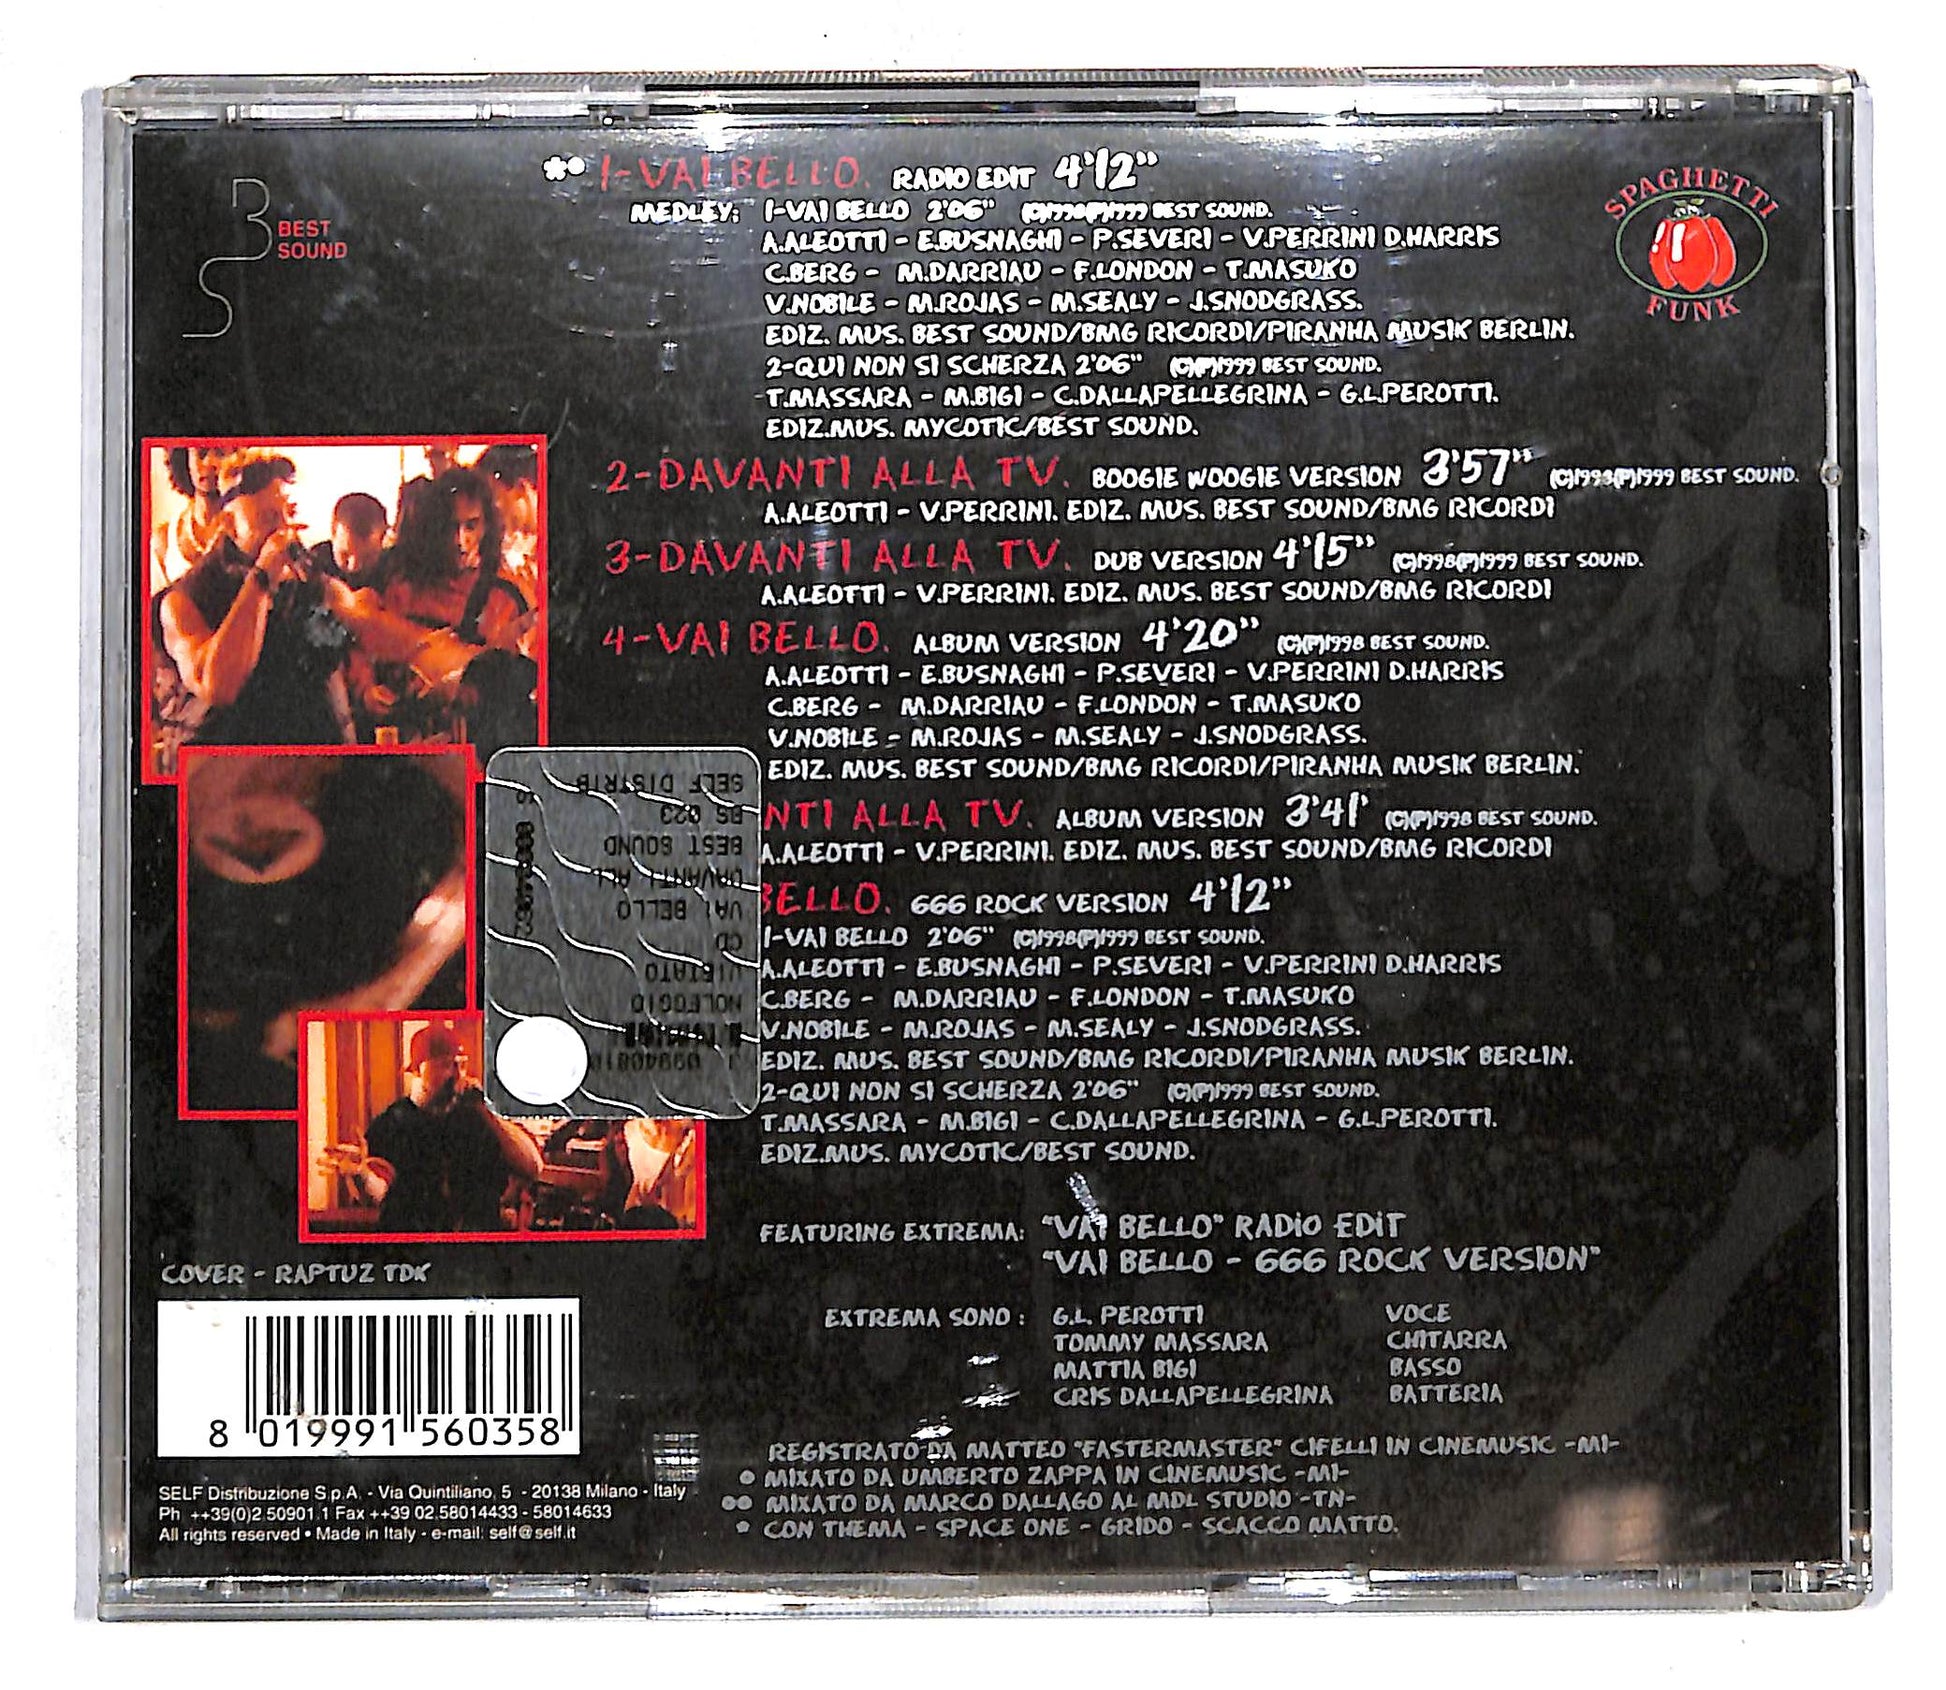 *• 1-VAI BELLO. RADIO EDIT 4'12"
MEDLEY: 1-VAI BELLO 2'06" (C)1998(P)1999 BEST SOUND.
A.ALEOTTI - E.BUSNAGHI - P.SEVERI - V.PERRINI D.HARRIS
C.BERG - M.DARRIAU - F.LONDON - T.MASUKO
V.NOBILE - M.ROJAS - M.SEALY - J.SNODGRASS.
EDIZ. MUS. BEST SOUND/BMG RICORDI/PIRANHA MUSIK BERLIN.
2-QUI NON SI SCHERZA 2'06" (C)(P)1999 BEST SOUND.
T.MASSARA - M.BIGI - C.DALLAPELLEGRINA - G.L.PEROTTI.
EDIZ.MUS. MYCOTIC/BEST SOUND.
2-DAVANTI ALLA TV. BOOGIE WOOGIE VERSION 3'57" (C)1998(P)1999 BEST SOUND.
A.ALEOTTI - V.PERRINI. EDIZ. MUS. BEST SOUND/BMG RICORDI
3-DAVANTI ALLA TV. DUB VERSION 4'15" (C)1998(P)1999 BEST SOUND.
A.ALEOTTI - V.PERRINI. EDIZ. MUS. BEST SOUND/BMG RICORDI
4-VAI BELLO. ALBUM VERSION 4'20" (C)(P)1998 BEST SOUND.
A.ALEOTTI - E.BUSNAGHI - P.SEVERI - V.PERRINI D.HARRIS
C.BERG - M.DARRIAU - F.LONDON - T.MASUKO
V.NOBILE - M.ROJAS - M.SEALY - J.SNODGRASS.
EDIZ. MUS. BEST SOUND/BMG RICORDI/PIRANHA MUSIK BERLIN.
NTI ALLA TV. ALBUM VERSION 3'41' (C)(P)1998 BEST SOUND.
A.ALEOTTI - V.PERRINI. EDIZ. MUS. BEST SOUND/BMG RICORDI
BELLO. 666 ROCK VERSION 4'12"
1-VAI BELLO 2'06" (C)1998(P)1999 BEST SOUND.
A.ALEOTTI - E.BUSNAGHI - P.SEVERI - V.PERRINI D.HARRIS
C.BERG - M.DARRIAU - F.LONDON - T.MASUKO
V.NOBILE - M.ROJAS - M.SEALY - J.SNODGRASS.
EDIZ. MUS. BEST SOUND/BMG RICORDI/PIRANHA MUSIK BERLIN.
2-QUI NON SI SCHERZA 2'06" (C)(P)1999 BEST SOUND.
T.MASSARA - M.BIGI - C.DALLAPELLEGRINA - G.L.PEROTTI.
EDIZ.MUS. MYCOTIC/BEST SOUND.
FEATURING EXTREMA: "VAI BELLO" RADIO EDIT
"VAI BELLO - 666 ROCK VERSION"
EXTREMA SONO : G.L. PEROTTI VOCE
TOMMY MASSARA CHITARRA
MATTIA BIGI BASSO
CRIS DALLAPELLEGRINA BATTERIA
REGISTRATO DA MATTEO "FASTERMASTER" CIFELLI IN CINEMUSIC -MI-
• MIXATO DA UMBERTO ZAPPA IN CINEMUSIC -MI-
•• MIXATO DA MARCO DALLAGO AL MDL STUDIO -TN-
* CON THEMA - SPACE ONE - GRIDO - SCACCO MATTO.
BS
BEST
SOUND
SPAGHETTI
FUNK
SELF DISTRIB
BS 023
BEST SOUND
DAVANTI ALL
VAI BELLO
CD
VISTATO
NOLEGGIO
COVER - RAPTUZ TDK
8 019991 560358
SELF Distribuzione S.p.A. - Via Quintiliano, 5 - 20138 Milano - Italy
Ph ++39(0)2.50901.1 Fax ++39 02.58014433 - 58014633
All rights reserved • Made in Italy - e-mail: self@self.it